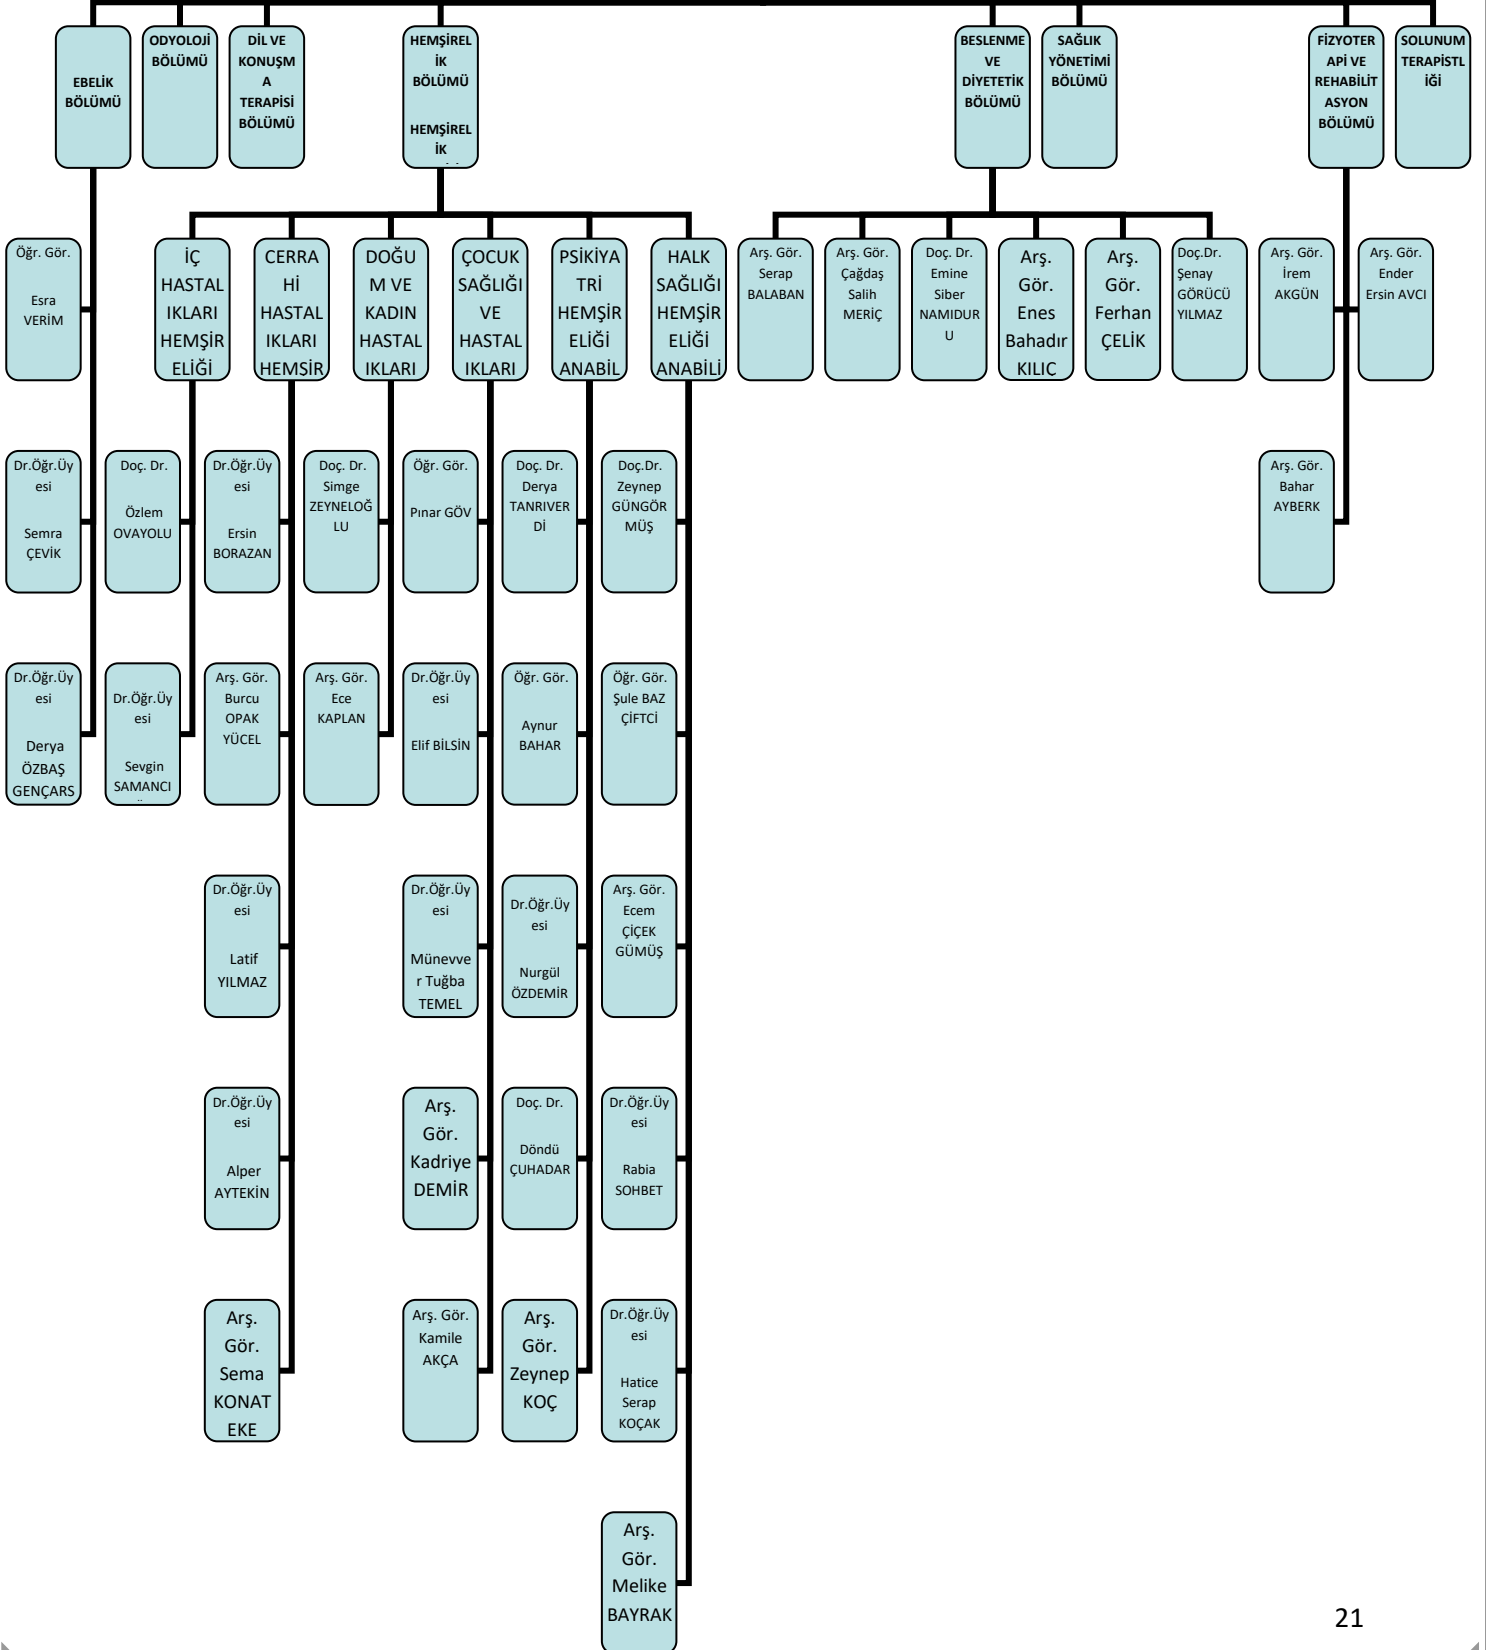 EBELİK
BÖLÜMÜ
ODYOLOJİ
BÖLÜMÜ
DİL VE
KONUŞM
A
TERAPİSİ
BÖLÜMÜ
HEMŞİREL
İK
BÖLÜMÜ
HEMŞİREL
İK
BESLENME
VE
DİYETETİK
BÖLÜMÜ
SAĞLIK
YÖNETİMİ
BÖLÜMÜ
FİZYOTER
APİ VE
REHABİLİT
ASYON
BÖLÜMÜ
SOLUNUM
TERAPİSTL
İĞİ
Öğr. Gör.
Esra
VERİM
İÇ
HASTAL
IKLARI
HEMŞİR
ELİĞİ
CERRA
Hİ
HASTAL
IKLARI
HEMŞİR
DOĞU
M VE
KADIN
HASTAL
IKLARI
ÇOCUK
SAĞLIĞI
VE
HASTAL
IKLARI
PSİKİYA
TRİ
HEMŞİR
ELİĞİ
ANABİL
HALK
SAĞLIĞI
HEMŞİR
ELİĞİ
ANABİLİ
Arş. Gör.
Serap
BALABAN
Arş. Gör.
Çağdaş
Salih
MERİÇ
Doç. Dr.
Emine
Siber
NAMIDUR
U
Arş.
Gör.
Enes
Bahadır
KILIÇ
Arş.
Gör.
Ferhan
ÇELİK
Doç.Dr.
Şenay
GÖRÜCÜ
YILMAZ
Arş. Gör.
İrem
AKGÜN
Arş. Gör.
Ender
Ersin AVCI
Dr.Öğr.Üy
esi
Semra
ÇEVİK
Doç. Dr.
Özlem
OVAYOLU
Dr.Öğr.Üy
esi
Ersin
BORAZAN
Doç. Dr.
Simge
ZEYNELOĞ
LU
Öğr. Gör.
Pınar GÖV
Doç. Dr.
Derya
TANRIVER
Dİ
Doç.Dr.
Zeynep
GÜNGÖR
MÜŞ
Arş. Gör.
Bahar
AYBERK
Dr.Öğr.Üy
esi
Derya
ÖZBAŞ
GENÇARS
Dr.Öğr.Üy
esi
Sevgin
SAMANCI
Arş. Gör.
Burcu
OPAK
YÜCEL
Arş. Gör.
Ece
KAPLAN
Dr.Öğr.Üy
esi
Elif BİLSİN
Öğr. Gör.
Aynur
BAHAR
Öğr. Gör.
Şule BAZ
ÇİFTCİ
Dr.Öğr.Üy
esi
Latif
YILMAZ
Dr.Öğr.Üy
esi
Münevve
r Tuğba
TEMEL
Dr.Öğr.Üy
esi
Nurgül
ÖZDEMİR
Arş. Gör.
Ecem
ÇİÇEK
GÜMÜŞ
Dr.Öğr.Üy
esi
Alper
AYTEKİN
Arş.
Gör.
Kadriye
DEMİR
Doç. Dr.
Döndü
ÇUHADAR
Dr.Öğr.Üy
esi
Rabia
SOHBET
Arş.
Gör.
Sema
KONAT
EKE
Arş. Gör.
Kamile
AKÇA
Arş.
Gör.
Zeynep
KOÇ
Dr.Öğr.Üy
esi
Hatice
Serap
KOÇAK
Arş.
Gör.
Melike
BAYRAK
21